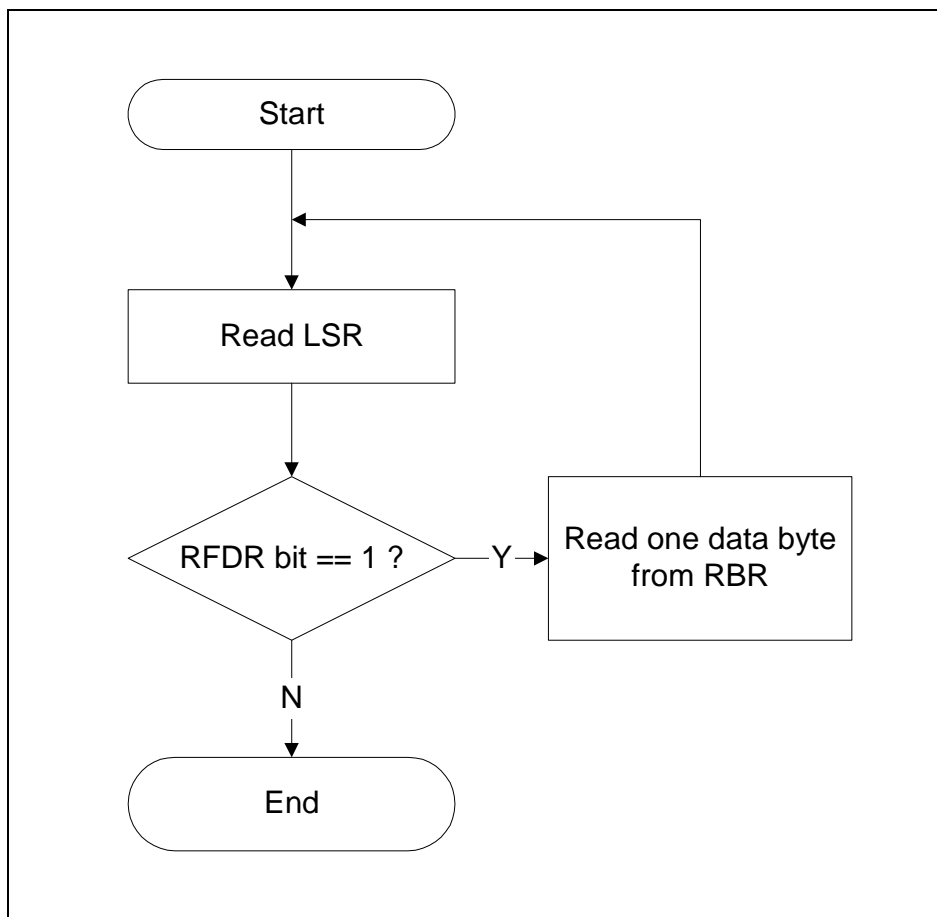 Start
Read LSR
RFDR bit == 1 ?
Y
Read one data byte
from RBR
N
End